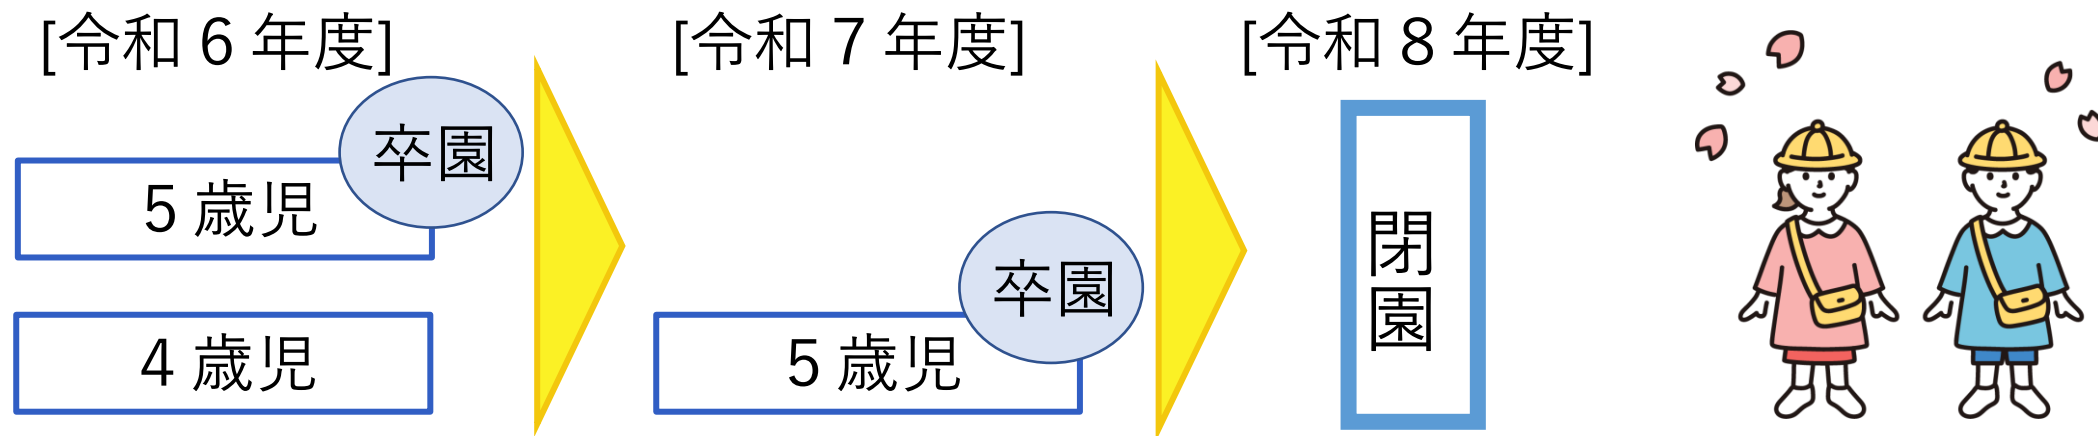 [令和６年度]
５歳児
卒園
４歳児
[令和７年度]
５歳児
卒園
[令和８年度]
閉園